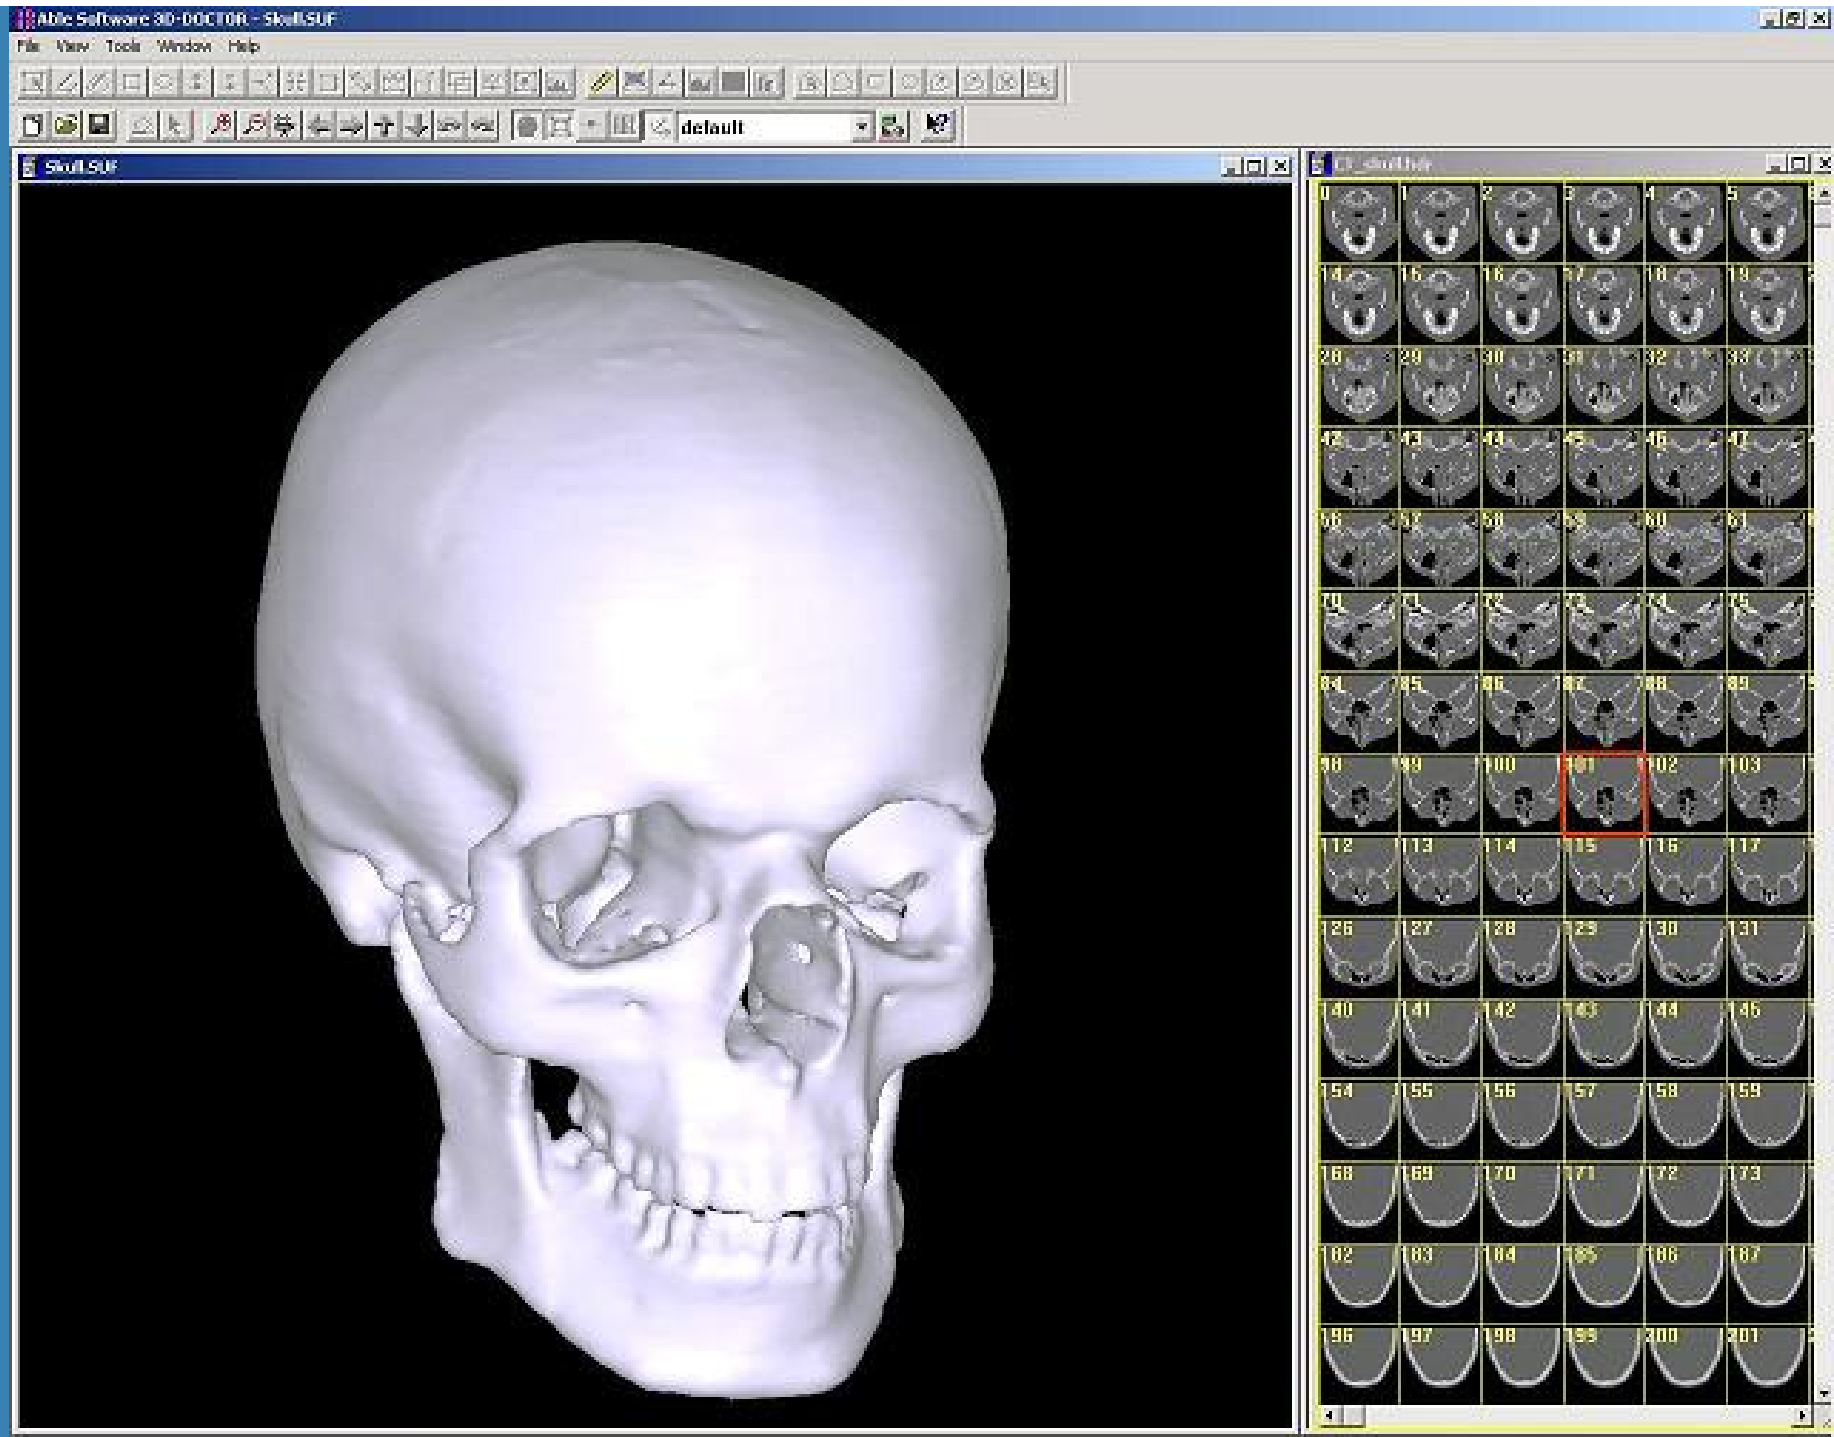 Able Software 3D-DOCTOR - Skull.SUF
File View Tools Window Help
default
Skull.SUF
CT_skull.hdr
0 1 2 3 4 5
14 15 16 17 18 19
28 29 30 31 32 33
42 43 44 45 46 47
56 57 58 59 60 61
70 71 72 73 74 75
84 85 86 87 88 89
98 99 100 101 102 103
112 113 114 115 116 117
126 127 128 129 130 131
140 141 142 143 144 145
154 155 156 157 158 159
168 169 170 171 172 173
182 183 184 185 186 187
196 197 198 199 200 201